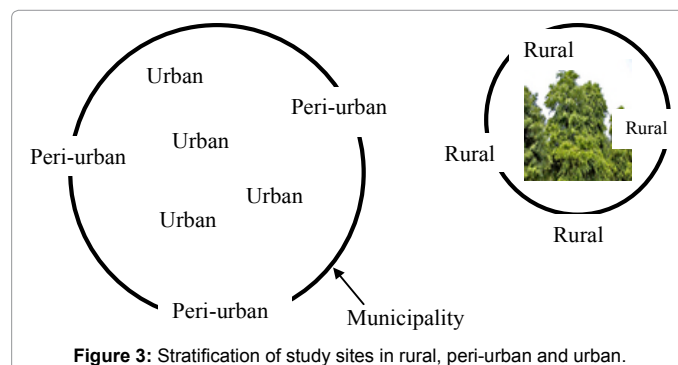 Urban
Peri-urban
Urban
Peri-urban
Urban
Urban
Peri-urban
Municipality
Rural
Rural
Rural
Rural
Figure 3: Stratification of study sites in rural, peri-urban and urban.